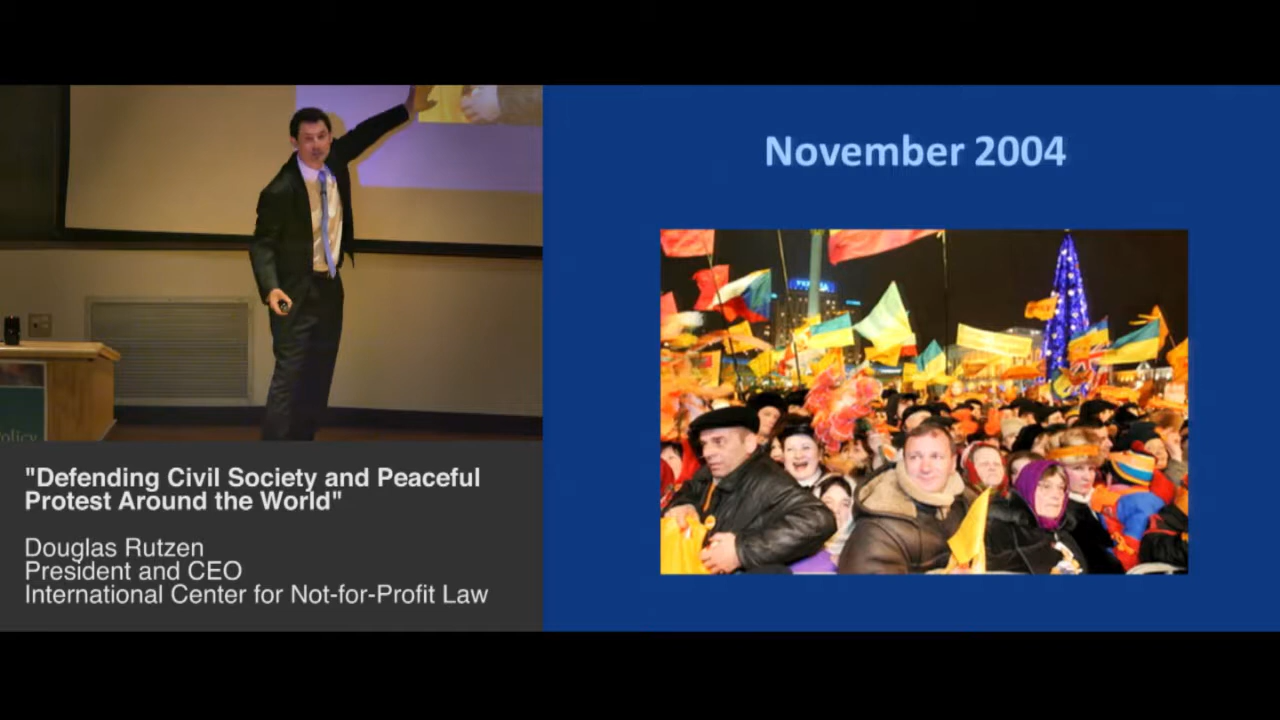 November 2004
olicy
"Defending Civil Society and Peaceful
Protest Around the World"
Douglas Rutzen
President and CEO
International Center for Not-for-Profit Law